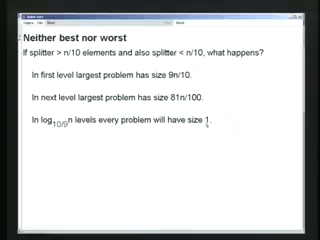 Neither best nor worst
If splitter > n/10 elements and also splitter < n/10, what happens?
In first level largest problem has size 9n/10.
In next level largest problem has size 81n/100.
In log10/9n levels every problem will have size 1.